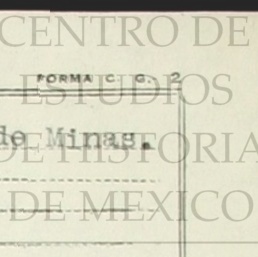 CENTRO DE
FORMA C. G. 2
ESTUDIOS
de Minas.
DE HISTORIA
DE MEXICO